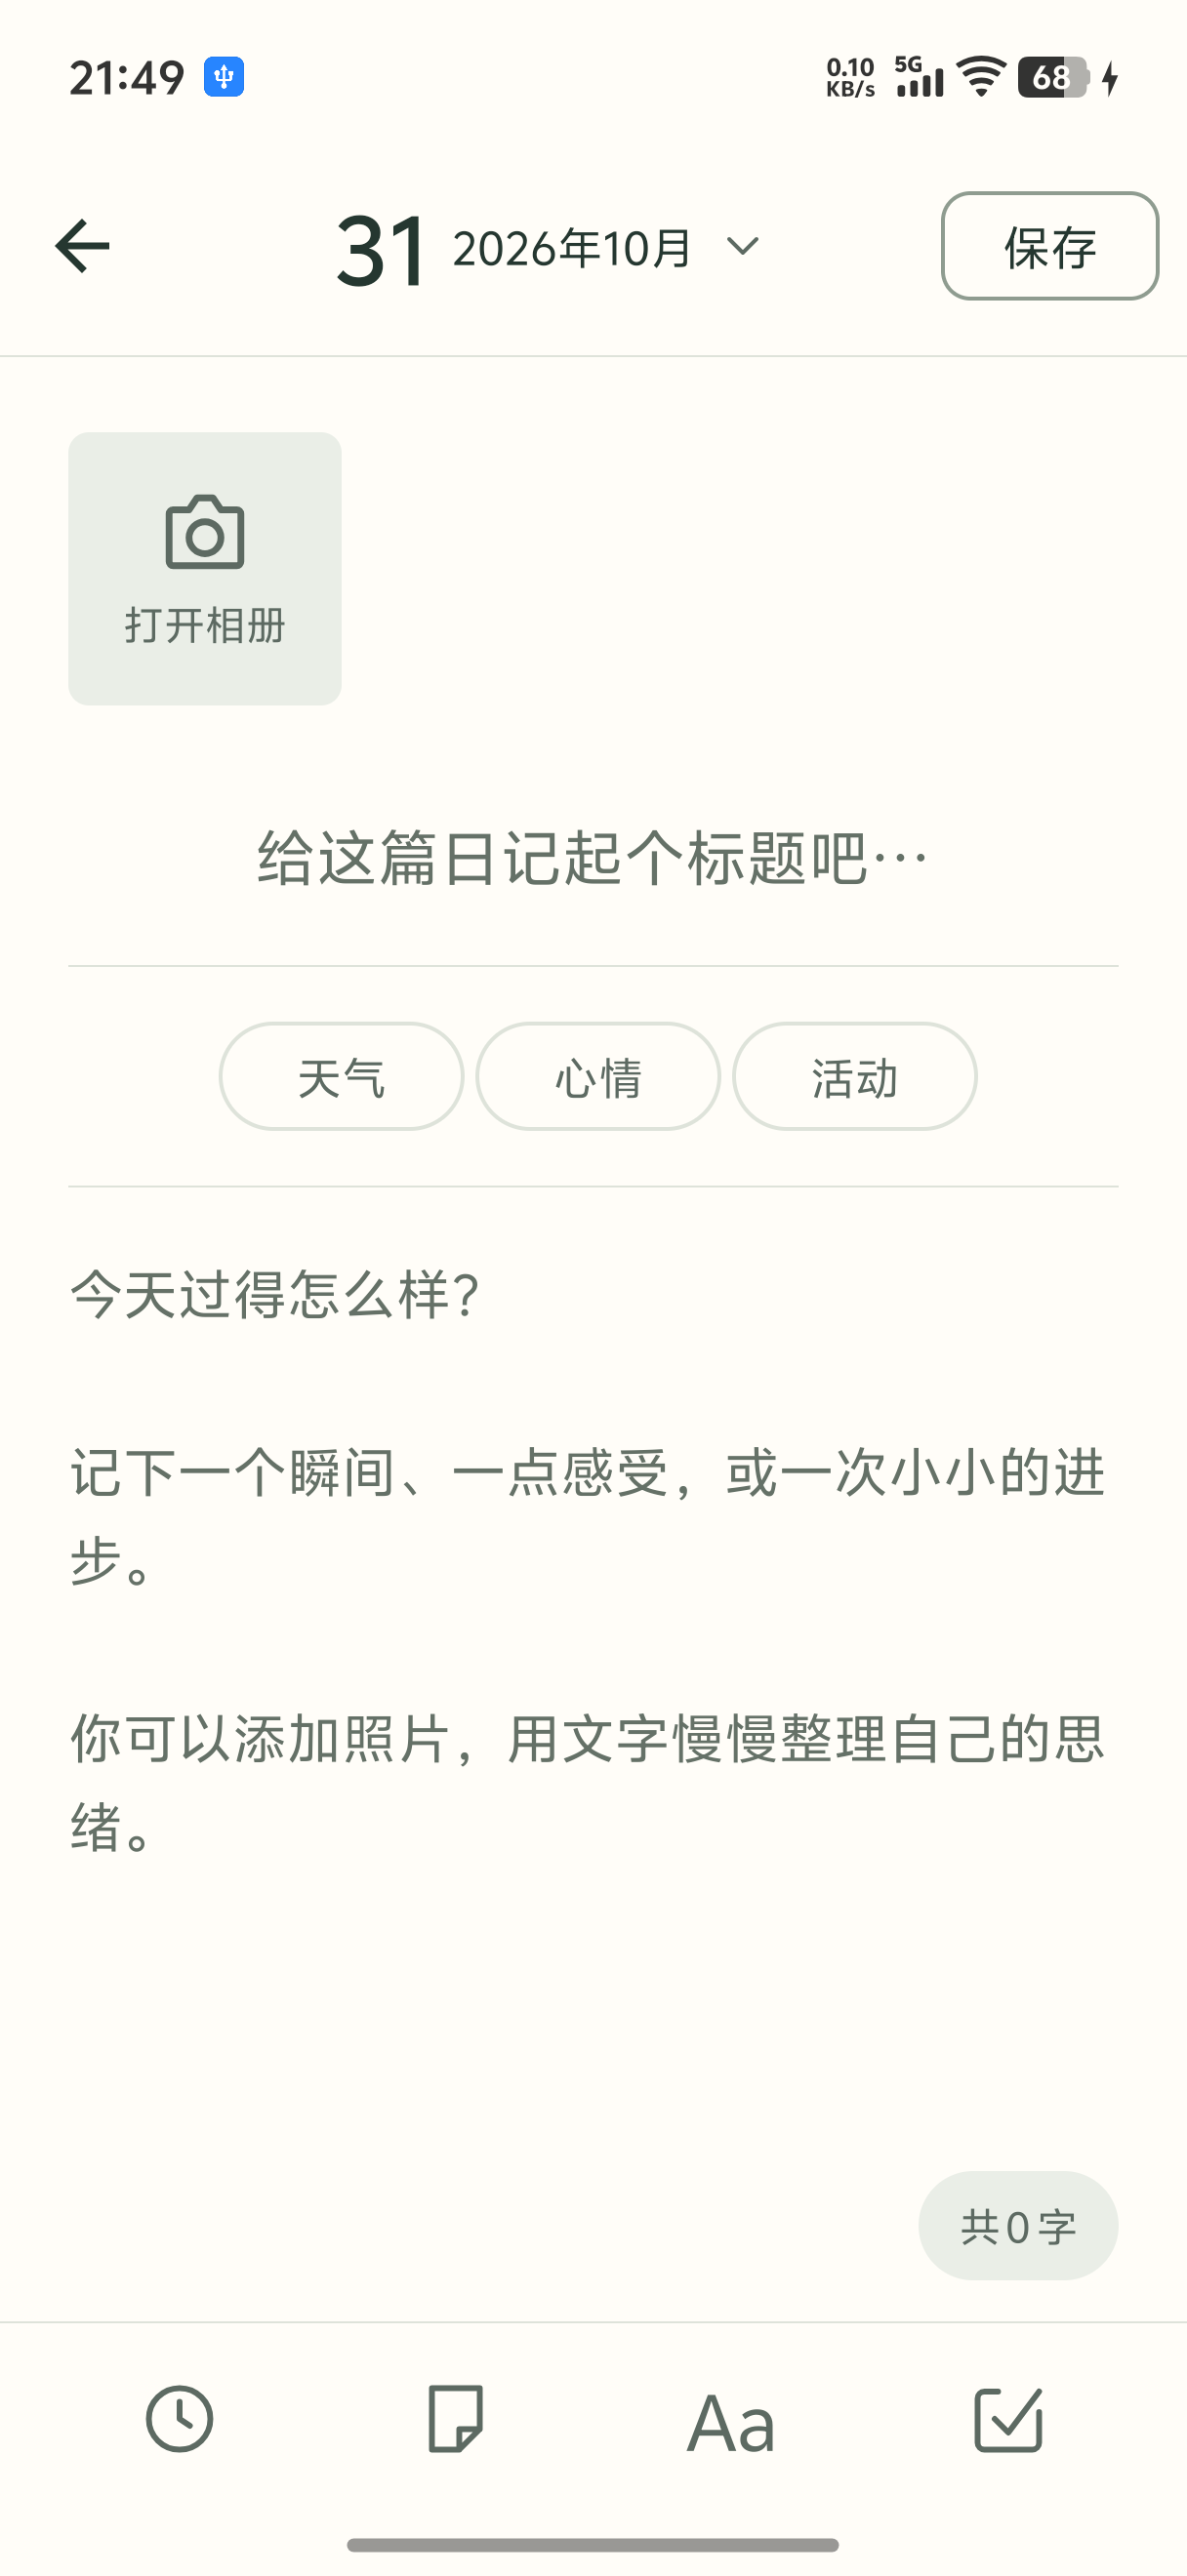 21:49
0.10 KB/s 5G 68
31 2026年10月
保存
打开相册
给这篇日记起个标题吧…
天气 心情 活动
今天过得怎么样？
记下一个瞬间、一点感受，或一次小小的进
步。
你可以添加照片，用文字慢慢整理自己的思
绪。
共0字
Aa